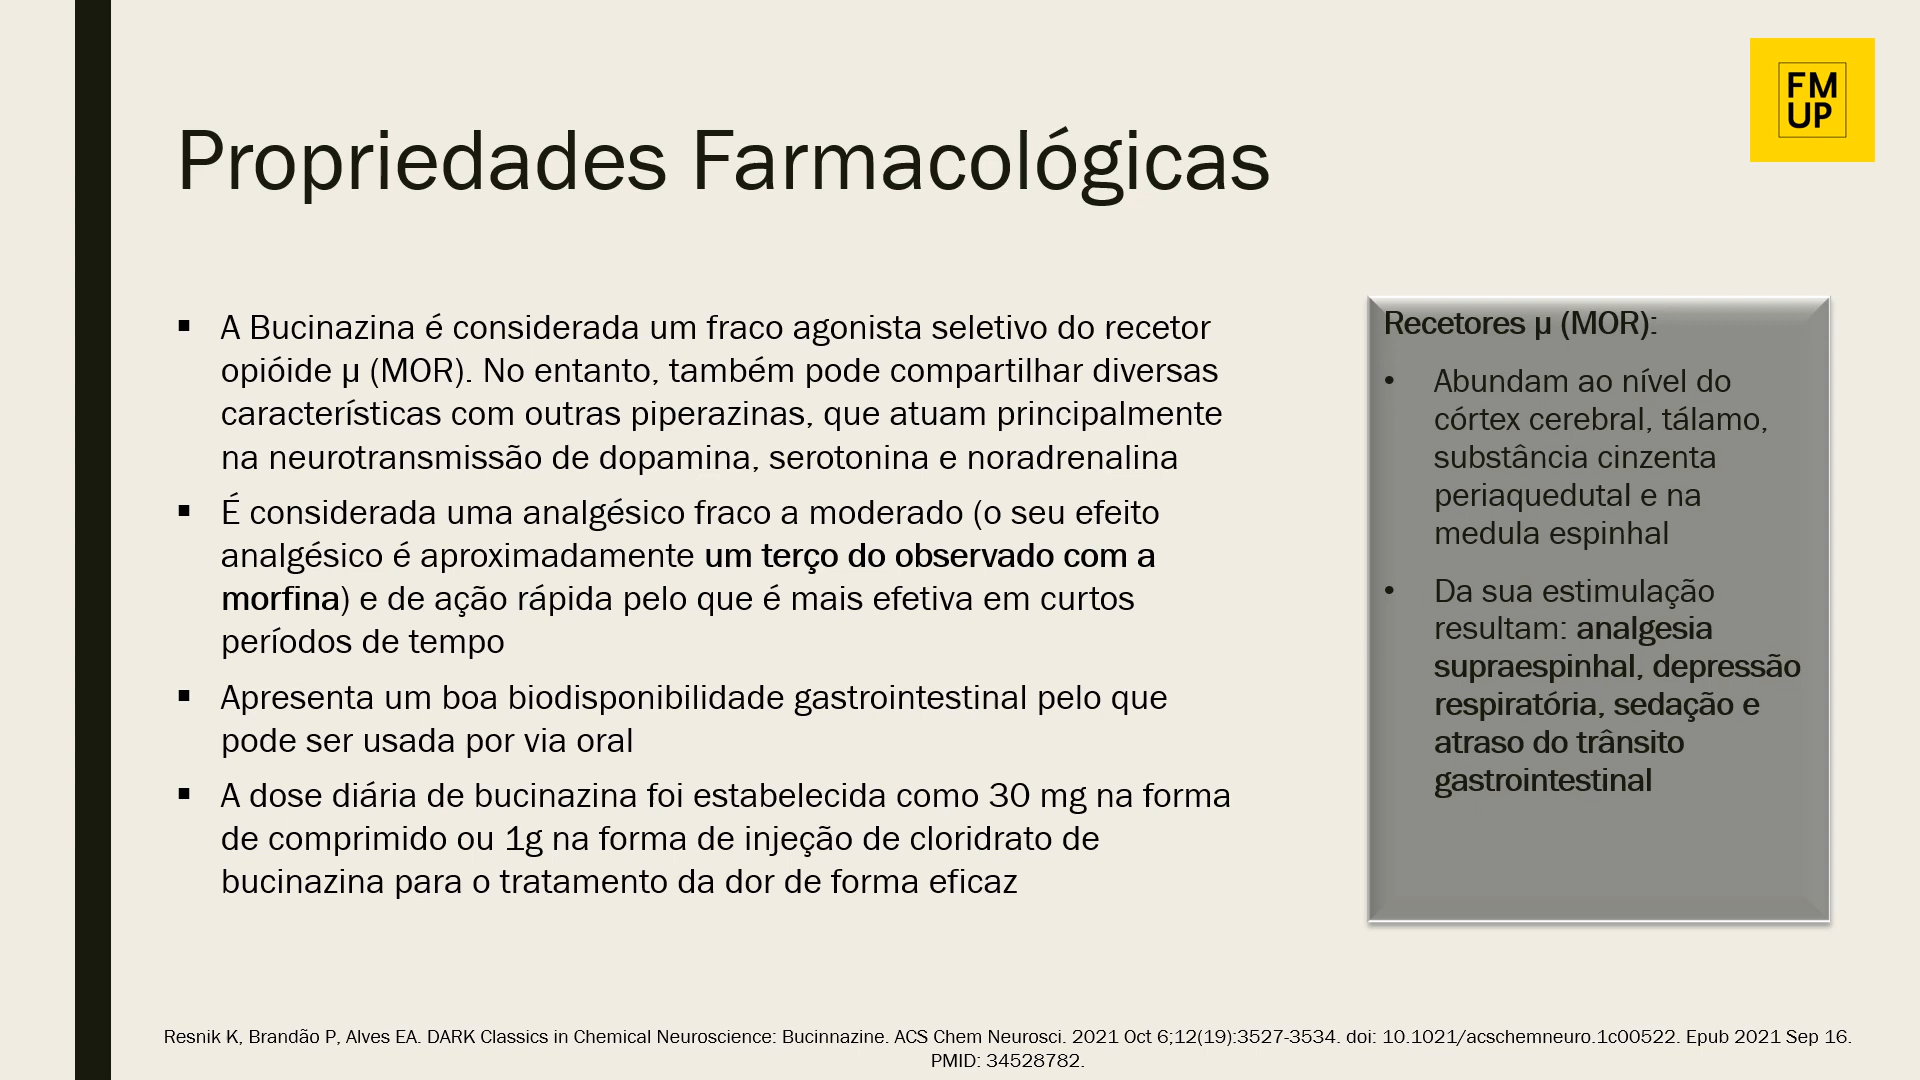 FM
UP
Propriedades Farmacológicas
▪ A Bucinazina é considerada um fraco agonista seletivo do recetor
opióide µ (MOR). No entanto, também pode compartilhar diversas
características com outras piperazinas, que atuam principalmente
na neurotransmissão de dopamina, serotonina e noradrenalina
▪ É considerada uma analgésico fraco a moderado (o seu efeito
analgésico é aproximadamente um terço do observado com a
morfina) e de ação rápida pelo que é mais efetiva em curtos
períodos de tempo
▪ Apresenta um boa biodisponibilidade gastrointestinal pelo que
pode ser usada por via oral
▪ A dose diária de bucinazina foi estabelecida como 30 mg na forma
de comprimido ou 1g na forma de injeção de cloridrato de
bucinazina para o tratamento da dor de forma eficaz
Recetores µ (MOR):
• Abundam ao nível do
córtex cerebral, tálamo,
substância cinzenta
periaquedutal e na
medula espinhal
• Da sua estimulação
resultam: analgesia
supraespinhal, depressão
respiratória, sedação e
atraso do trânsito
gastrointestinal
Resnik K, Brandão P, Alves EA. DARK Classics in Chemical Neuroscience: Bucinnazine. ACS Chem Neurosci. 2021 Oct 6;12(19):3527-3534. doi: 10.1021/acschemneuro.1c00522. Epub 2021 Sep 16.
PMID: 34528782.